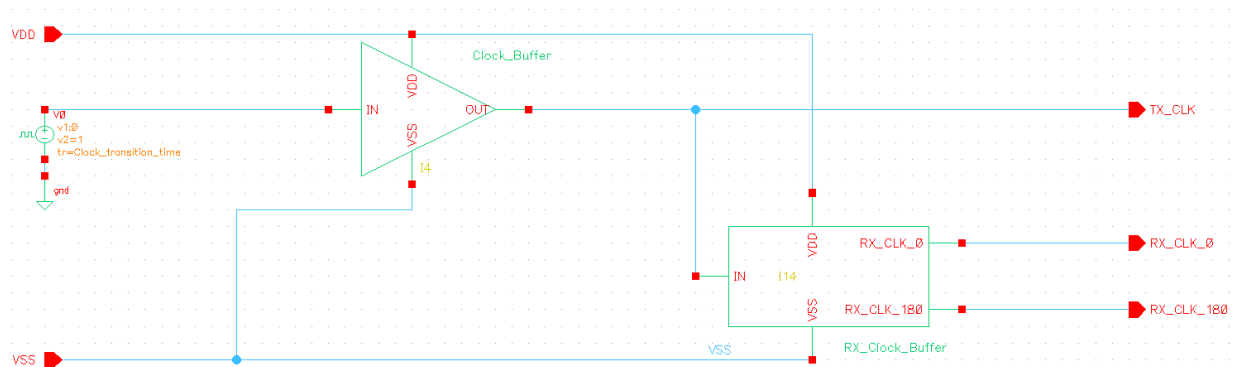 VDD
Clock_Buffer
VDD
IN
OUT
VSS
I4
V0
v1:0
v2=1
tr=Clock_transition_time
gnd
TX_CLK
VDD
RX_CLK_0
RX_CLK_0
IN
I14
VSS
RX_CLK_180
RX_CLK_180
VSS
VSS
RX_Clock_Buffer